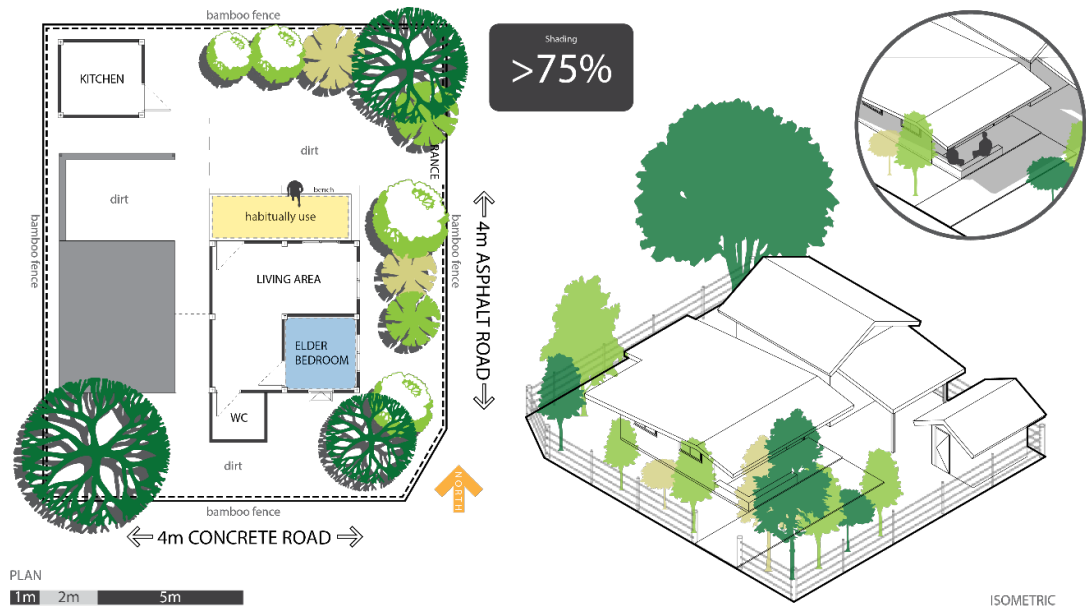 bamboo fence
KITCHEN
Shading
>75%
dirt
RANCE
dirt
bench
habitually use
bamboo fence
bamboo fence
4m ASPHALT ROAD
LIVING AREA
ELDER
BEDROOM
WC
dirt
NORTH
bamboo fence
4m CONCRETE ROAD
PLAN
1m
2m
5m
ISOMETRIC